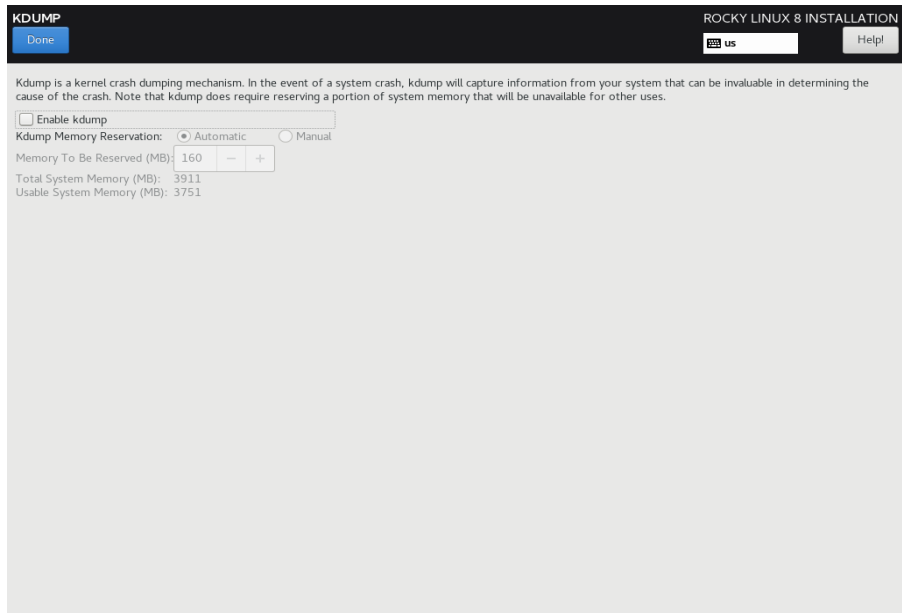 KDUMP
ROCKY LINUX 8 INSTALLATION
Done
us
Help!
Kdump is a kernel crash dumping mechanism. In the event of a system crash, kdump will capture information from your system that can be invaluable in determining the
cause of the crash. Note that kdump does require reserving a portion of system memory that will be unavailable for other uses.
Enable kdump
Kdump Memory Reservation: Automatic Manual
Memory To Be Reserved (MB): 160 − +
Total System Memory (MB): 3911
Usable System Memory (MB): 3751